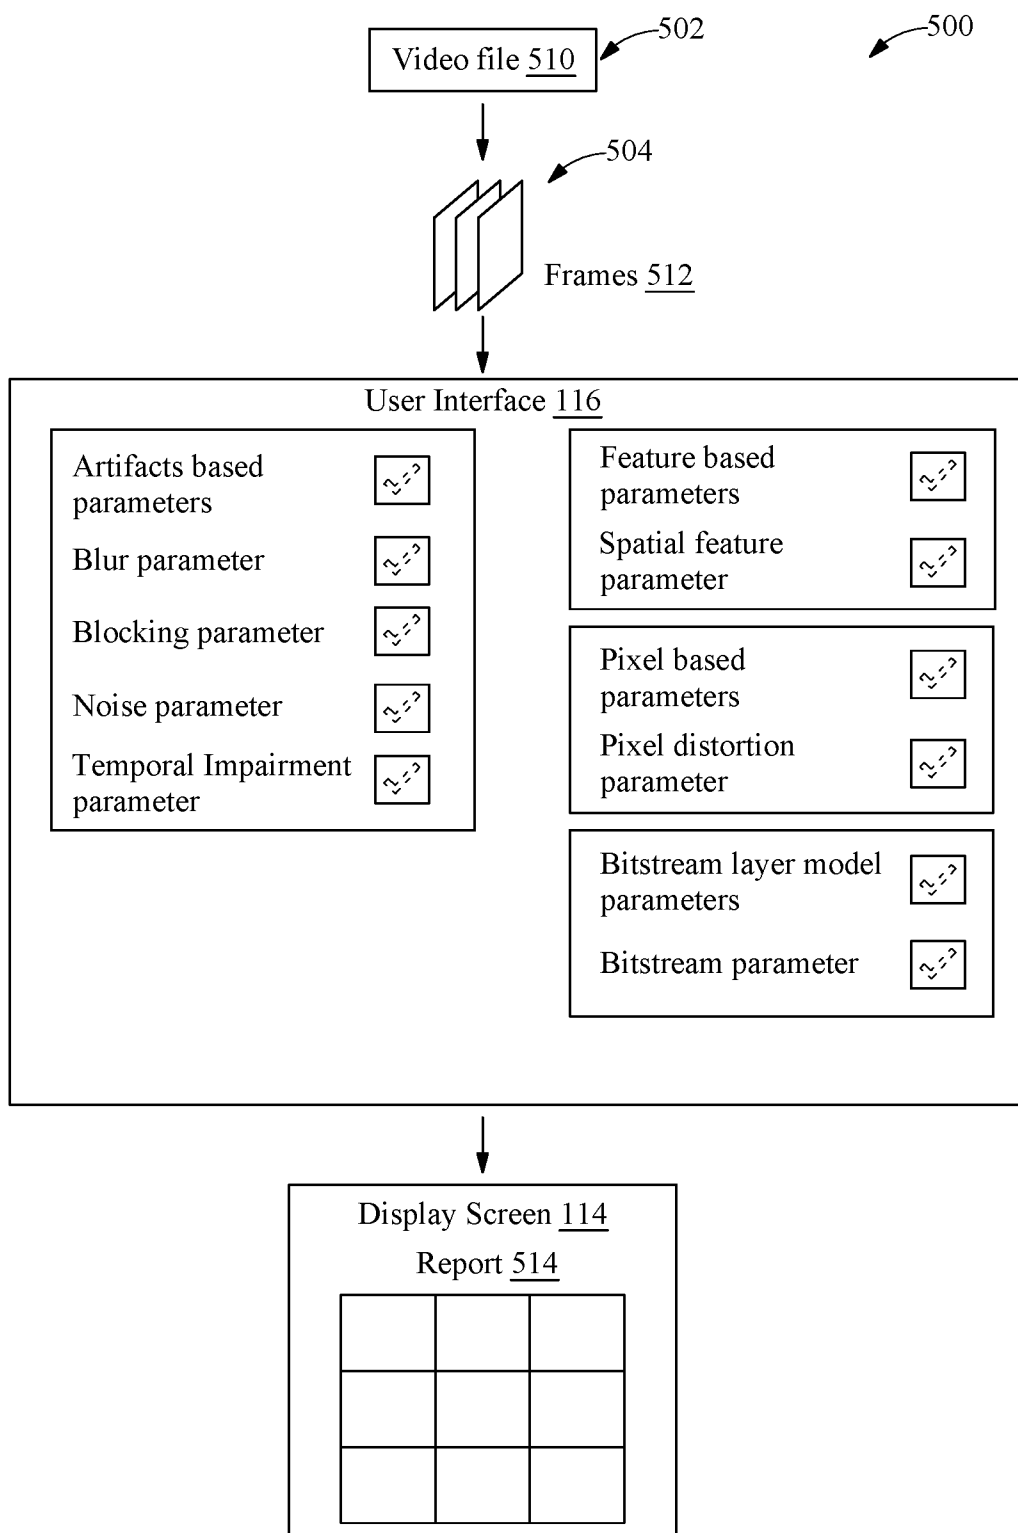 Video file 510
502
500
504
Frames 512
User Interface 116
Artifacts based
parameters
Blur parameter
Blocking parameter
Noise parameter
Temporal Impairment
parameter
Feature based
parameters
Spatial feature
parameter
Pixel based
parameters
Pixel distortion
parameter
Bitstream layer model
parameters
Bitstream parameter
Display Screen 114
Report 514